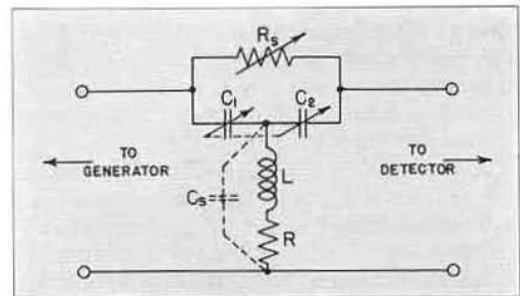 Rs
C1 C2
TO GENERATOR
TO DETECTOR
Cs
L
R